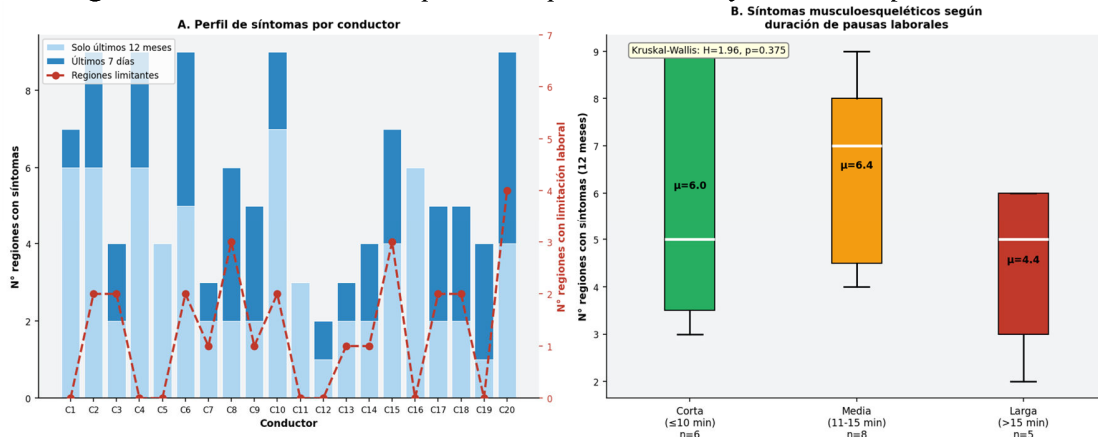 A. Perfil de síntomas por conductor
Solo últimos 12 meses
Últimos 7 días
Regiones limitantes
N° regiones con síntomas
8
6
4
2
0
7
6
5
4
3
2
1
0
N° regiones con limitación laboral
C1 C2 C3 C4 C5 C6 C7 C8 C9 C10 C11 C12 C13 C14 C15 C16 C17 C18 C19 C20
Conductor
B. Síntomas musculoesqueléticos según
duración de pausas laborales
Kruskal-Wallis: H=1.96, p=0.375
N° regiones con síntomas (12 meses)
9
8
7
6
5
4
3
2
μ=6.0
μ=6.4
μ=4.4
Corta
(≤10 min)
n=6
Media
(11-15 min)
n=8
Larga
(>15 min)
n=5